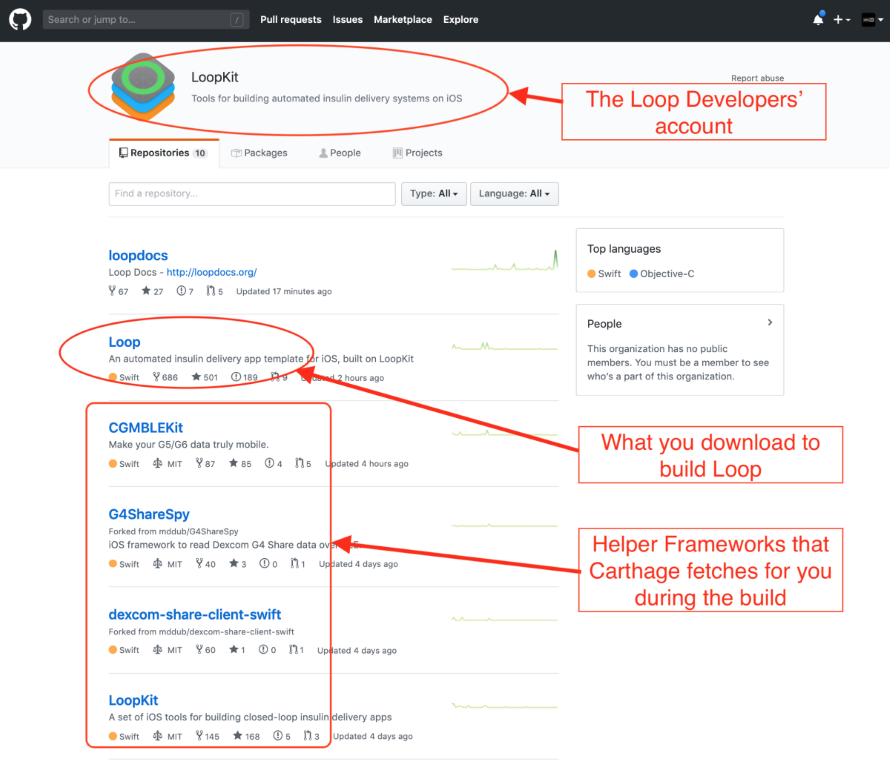 Search or jump to...
/
Pull requests Issues Marketplace Explore
LoopKit
Tools for building automated insulin delivery systems on iOS
Report abuse
The Loop Developers'
account
Repositories 10 Packages People Projects
Find a repository...
Type: All Language: All
loopdocs
Loop Docs - http://loopdocs.org/
67 27 7 5 Updated 17 minutes ago
Top languages
Swift Objective-C
People
This organization has no public
members. You must be a member to see
who's a part of this organization.
Loop
An automated insulin delivery app template for iOS, built on LoopKit
Swift 686 501 189 9 Updated 2 hours ago
What you download to
build Loop
CGMBLEKit
Make your G5/G6 data truly mobile.
Swift MIT 87 85 4 5 Updated 4 hours ago
G4ShareSpy
Forked from mddub/G4ShareSpy
iOS framework to read Dexcom G4 Share data over
Swift MIT 40 3 0 1 Updated 4 days ago
Helper Frameworks that
Carthage fetches for you
during the build
dexcom-share-client-swift
Forked from mddub/dexcom-share-client-swift
Swift MIT 60 1 0 1 Updated 4 days ago
LoopKit
A set of iOS tools for building closed-loop insulin delivery apps
Swift MIT 145 168 5 3 Updated 4 days ago